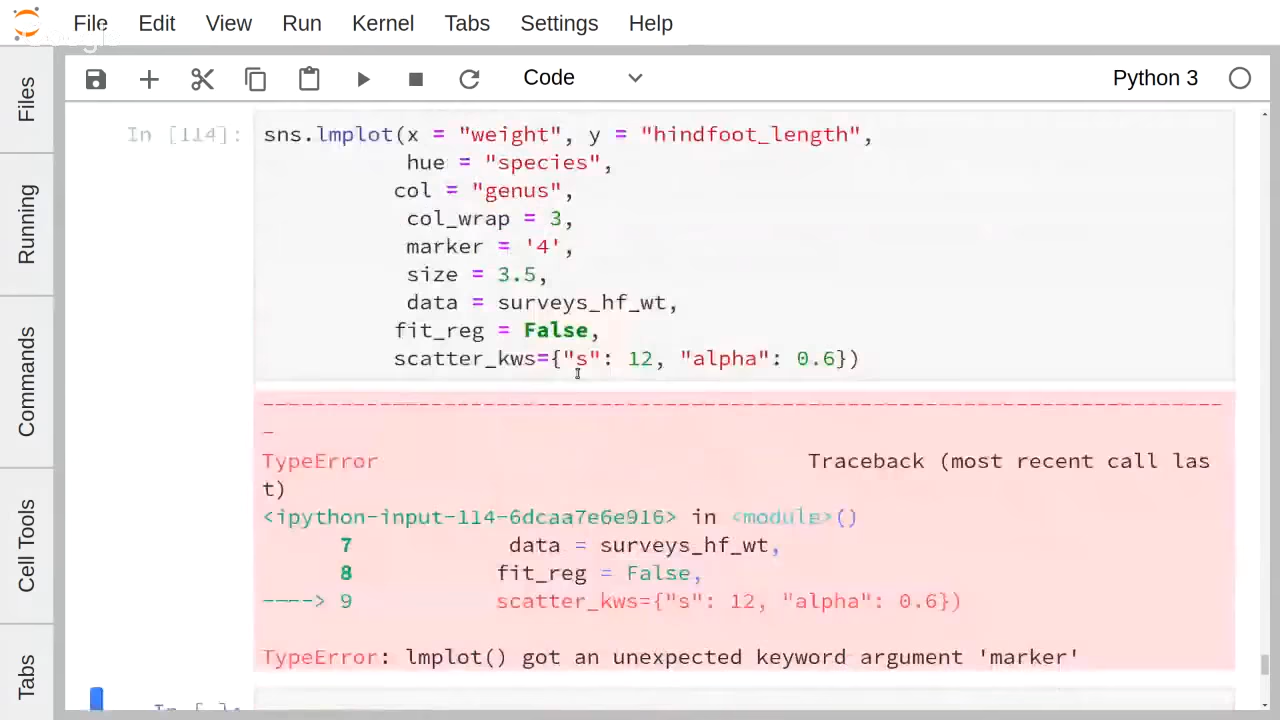 File Edit View Run Kernel Tabs Settings Help
Code Python 3
Files
Running
Commands
Cell Tools
Tabs
In [114]: sns.lmplot(x = "weight", y = "hindfoot_length",
hue = "species",
col = "genus",
col_wrap = 3,
marker = '4',
size = 3.5,
data = surveys_hf_wt,
fit_reg = False,
scatter_kws={"s": 12, "alpha": 0.6})
---------------------------------------------------------------------------
-
TypeError Traceback (most recent call las
t)
<ipython-input-114-6dcaa7e6e916> in <module>()
7 data = surveys_hf_wt,
8 fit_reg = False,
----> 9 scatter_kws={"s": 12, "alpha": 0.6})
TypeError: lmplot() got an unexpected keyword argument 'marker'
In [ ]: